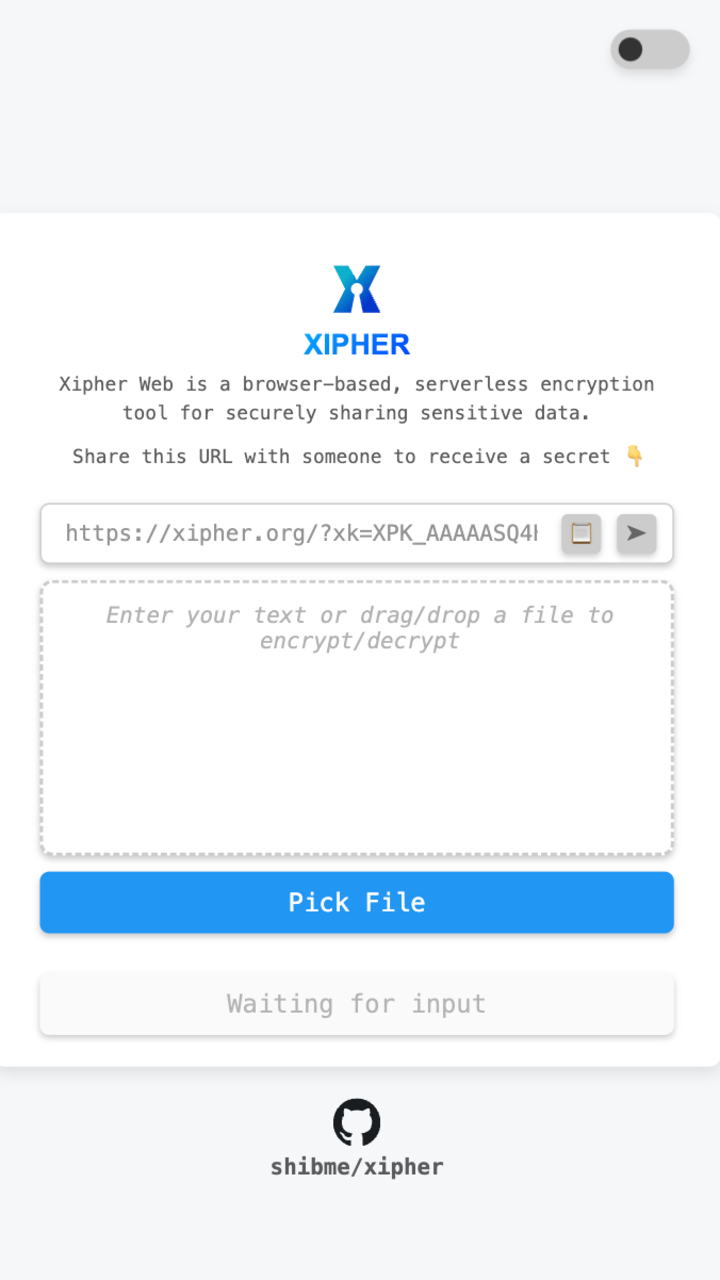 XIPHER
Xipher Web is a browser-based, serverless encryption
tool for securely sharing sensitive data.
Share this URL with someone to receive a secret 👇
https://xipher.org/?xk=XPK_AAAAASQ4
Enter your text or drag/drop a file to
encrypt/decrypt
Pick File
Waiting for input
shibme/xipher